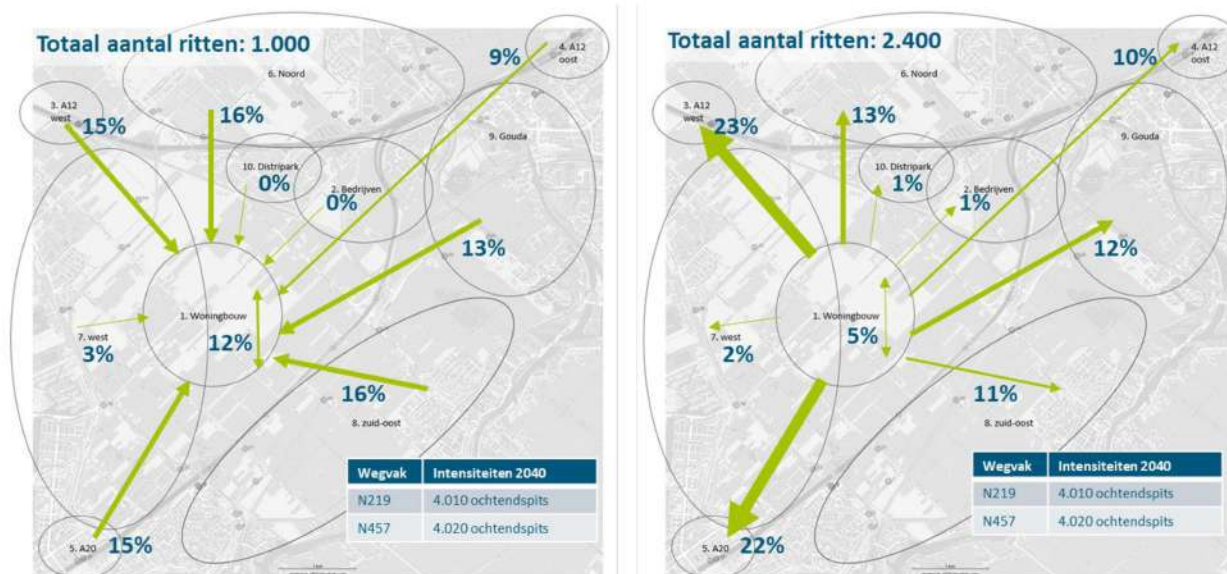 Totaal aantal ritten: 1.000
9%
4. A12
oost
6. Noord
3. A12
west
15%
16%
9. Gouda
10. Distripark
0%
2. Bedrijven
0%
13%
1. Woningbouw
12%
7. west
3%
16%
8. zuid-oost
Wegvak Intensiteiten 2040
N219 4.010 ochtendspits
N457 4.020 ochtendspits
5. A20
15%
Totaal aantal ritten: 2.400
10%
4. A12
oost
6. Noord
3. A12
west
23%
13%
9. Gouda
10. Distripark
1%
2. Bedrijven
1%
12%
1. Woningbouw
5%
7. west
2%
11%
8. zuid-oost
Wegvak Intensiteiten 2040
N219 4.010 ochtendspits
N457 4.020 ochtendspits
5. A20
22%